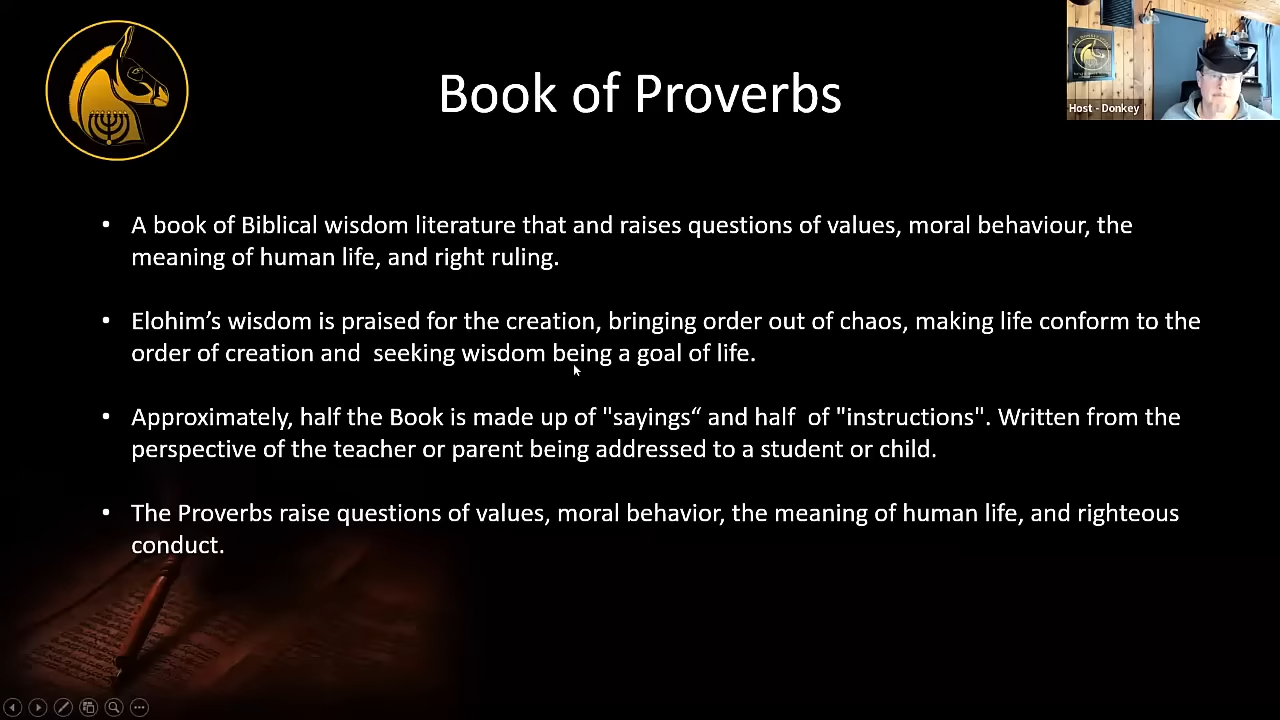 Book of Proverbs
Host - Donkey
• A book of Biblical wisdom literature that and raises questions of values, moral behaviour, the
meaning of human life, and right ruling.
• Elohim’s wisdom is praised for the creation, bringing order out of chaos, making life conform to the
order of creation and  seeking wisdom being a goal of life.
• Approximately, half the Book is made up of "sayings“ and half  of "instructions". Written from the
perspective of the teacher or parent being addressed to a student or child.
• The Proverbs raise questions of values, moral behavior, the meaning of human life, and righteous
conduct.